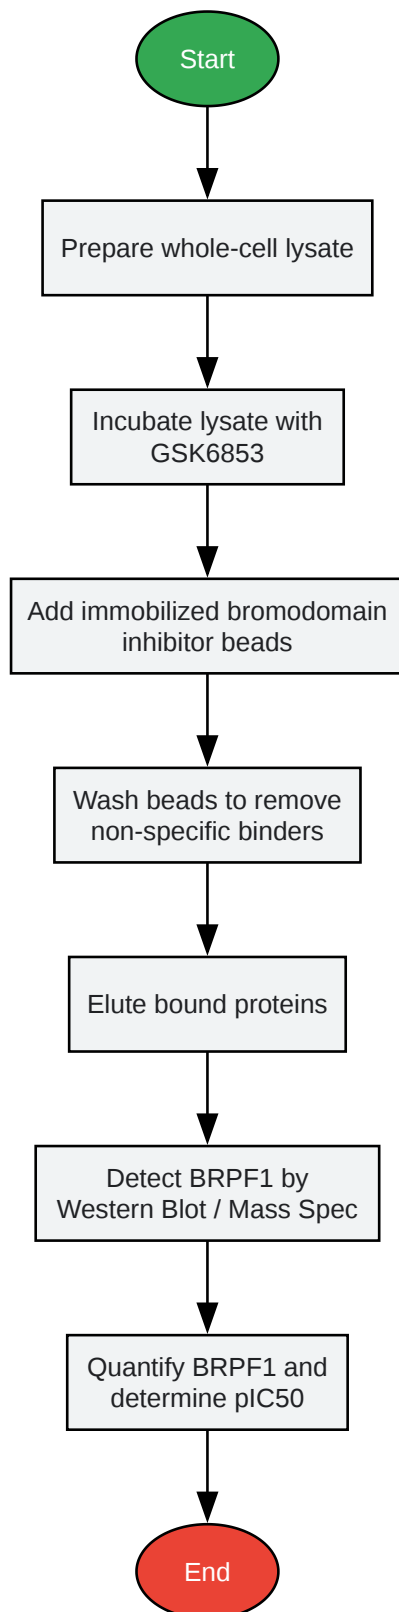 Start
Prepare whole-cell lysate
Incubate lysate with
GSK6853
Add immobilized bromodomain
inhibitor beads
Wash beads to remove
non-specific binders
Elute bound proteins
Detect BRPF1 by
Western Blot / Mass Spec
Quantify BRPF1 and
determine pIC50
End